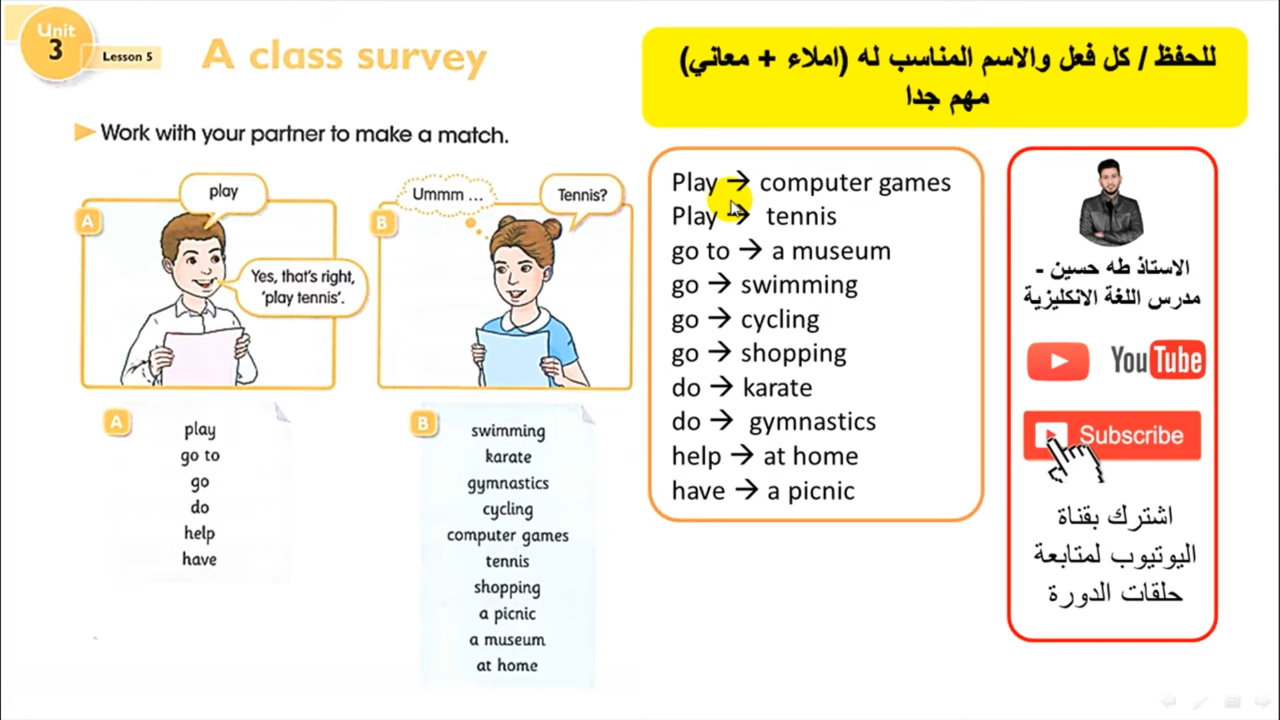 Unit
3
Lesson 5
A class survey
Work with your partner to make a match.
A
play
Yes, that's right,
'play tennis'.
B
Ummm ...
Tennis?
A
play
go to
go
do
help
have
B
swimming
karate
gymnastics
cycling
computer games
tennis
shopping
a picnic
a museum
at home
للحفظ / كل فعل والاسم المناسب له (املاء + معاني)
مهم جدا
Play → computer games
Play → tennis
go to → a museum
go → swimming
go → cycling
go → shopping
do → karate
do → gymnastics
help → at home
have → a picnic
الاستاذ طه حسين -
مدرس اللغة الانكليزية
YouTube
Subscribe
اشترك بقناة
اليوتيوب لمتابعة
حلقات الدورة